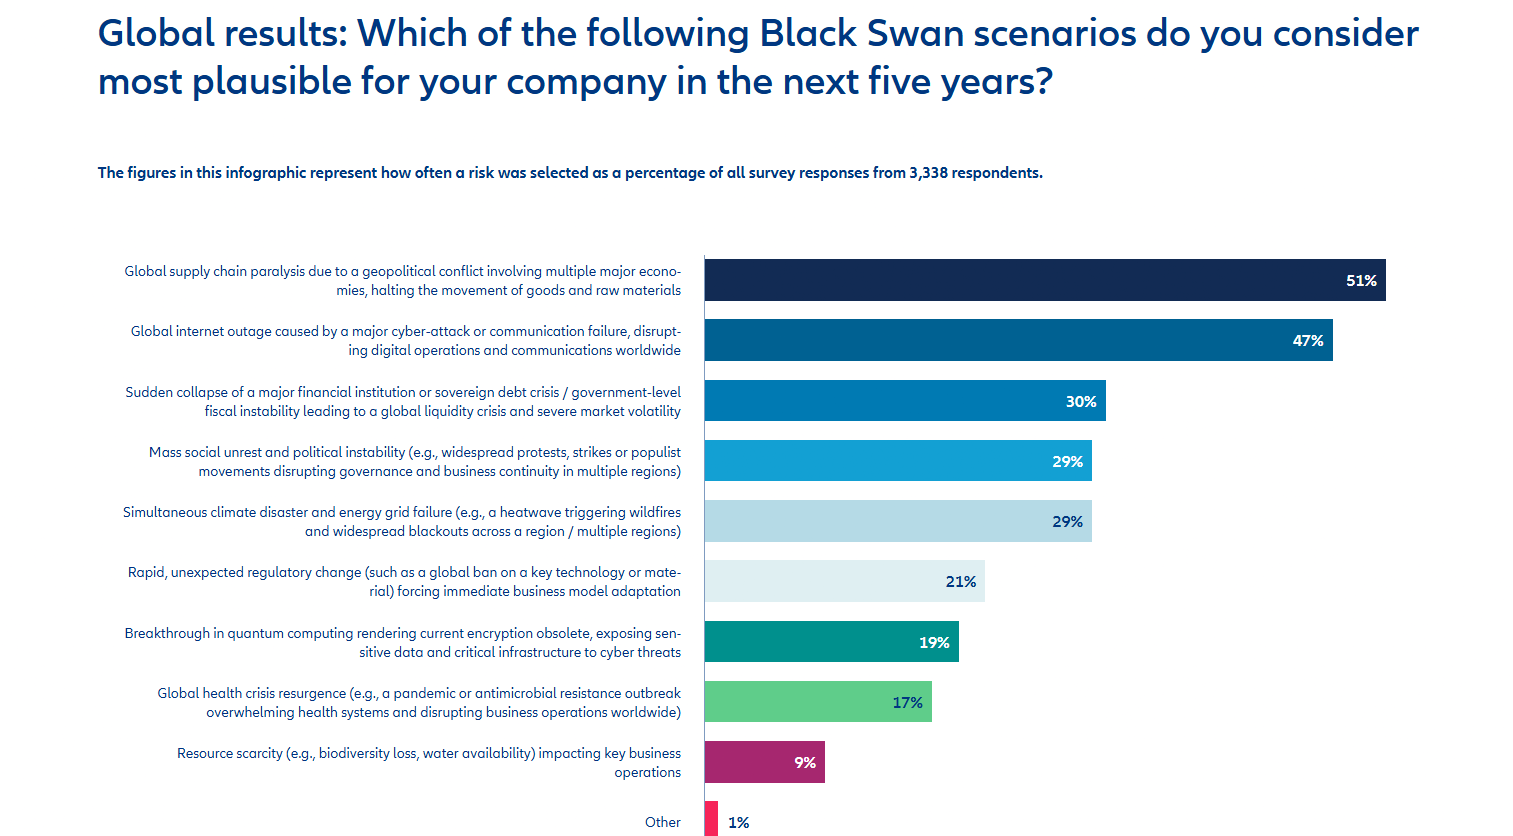 Global results: Which of the following Black Swan scenarios do you consider
most plausible for your company in the next five years?
The figures in this infographic represent how often a risk was selected as a percentage of all survey responses from 3,338 respondents.
Global supply chain paralysis due to a geopolitical conflict involving multiple major econo-
mies, halting the movement of goods and raw materials
51%
Global internet outage caused by a major cyber-attack or communication failure, disrupt-
ing digital operations and communications worldwide
47%
Sudden collapse of a major financial institution or sovereign debt crisis / government-level
fiscal instability leading to a global liquidity crisis and severe market volatility
30%
Mass social unrest and political instability (e.g., widespread protests, strikes or populist
movements disrupting governance and business continuity in multiple regions)
29%
Simultaneous climate disaster and energy grid failure (e.g., a heatwave triggering wildfires
and widespread blackouts across a region / multiple regions)
29%
Rapid, unexpected regulatory change (such as a global ban on a key technology or mate-
rial) forcing immediate business model adaptation
21%
Breakthrough in quantum computing rendering current encryption obsolete, exposing sen-
sitive data and critical infrastructure to cyber threats
19%
Global health crisis resurgence (e.g., a pandemic or antimicrobial resistance outbreak
overwhelming health systems and disrupting business operations worldwide)
17%
Resource scarcity (e.g., biodiversity loss, water availability) impacting key business
operations
9%
Other
1%